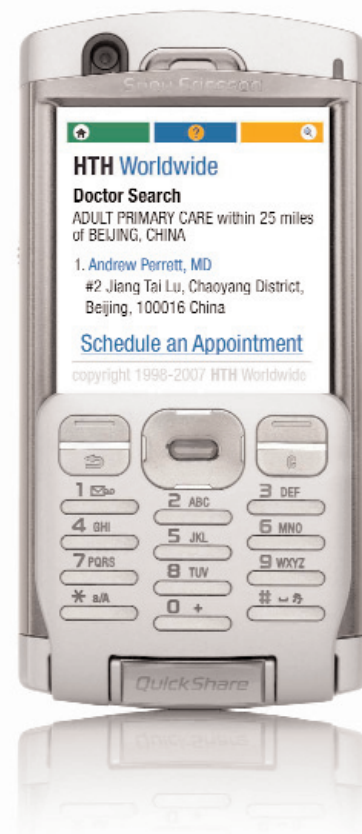 Sony Ericsson
HTH Worldwide
Doctor Search
ADULT PRIMARY CARE within 25 miles
of BEIJING, CHINA
1. Andrew Perrett, MD
#2 Jiang Tai Lu, Chaoyang District,
Beijing, 100016 China
Schedule an Appointment
copyright 1998-2007 HTH Worldwide
1
2 ABC
3 DEF
4 GHI
5 JKL
6 MNO
7 PQRS
8 TUV
9 WXYZ
* a/A
0 +
#
QuickShare